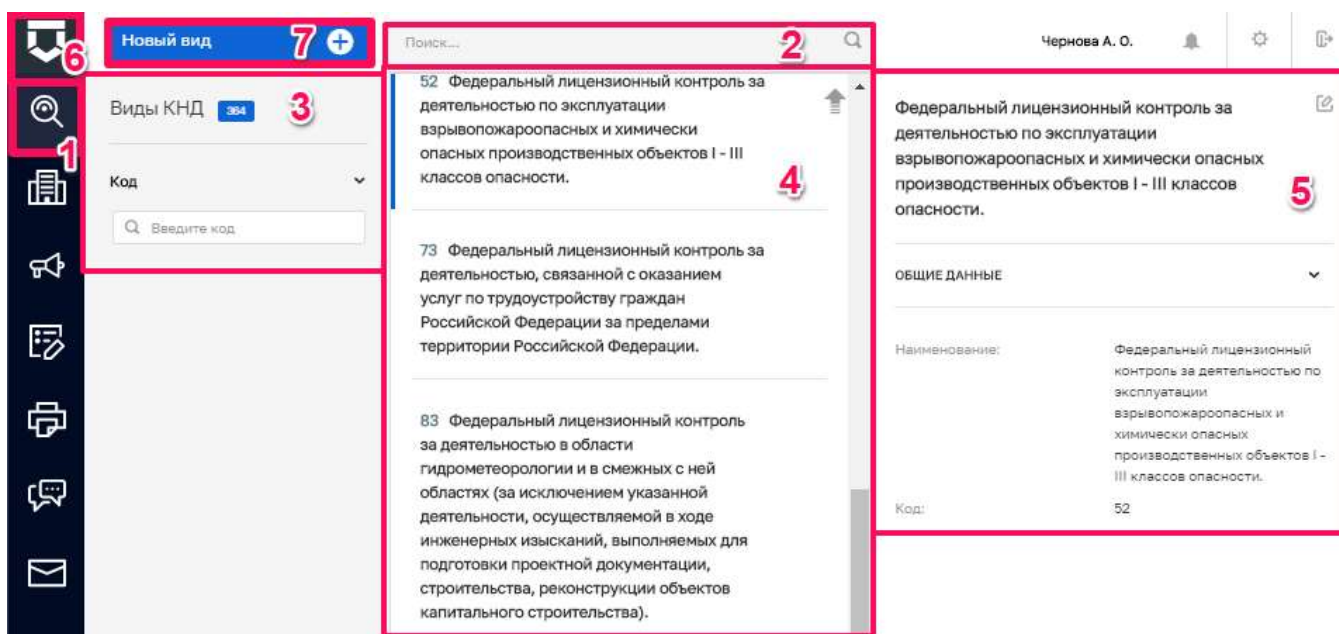 6
Новый вид 7
Поиск... 2
Чернова А. О.
1
Виды КНД 364 3
Код
Введите код
52 Федеральный лицензионный контроль за
деятельностью по эксплуатации
взрывопожароопасных и химически
опасных производственных объектов I - III
классов опасности.
4
73 Федеральный лицензионный контроль за
деятельностью, связанной с оказанием
услуг по трудоустройству граждан
Российской Федерации за пределами
территории Российской Федерации.
83 Федеральный лицензионный контроль
за деятельностью в области
гидрометеорологии и в смежных с ней
областях (за исключением указанной
деятельности, осуществляемой в ходе
инженерных изысканий, выполняемых для
подготовки проектной документации,
строительства, реконструкции объектов
капитального строительства).
Федеральный лицензионный контроль за
деятельностью по эксплуатации
взрывопожароопасных и химически опасных
производственных объектов I - III классов
опасности.
5
ОБЩИЕ ДАННЫЕ
Наименование:
Федеральный лицензионный
контроль за деятельностью по
эксплуатации
взрывопожароопасных и
химически опасных
производственных объектов I -
III классов опасности.
Код: 52